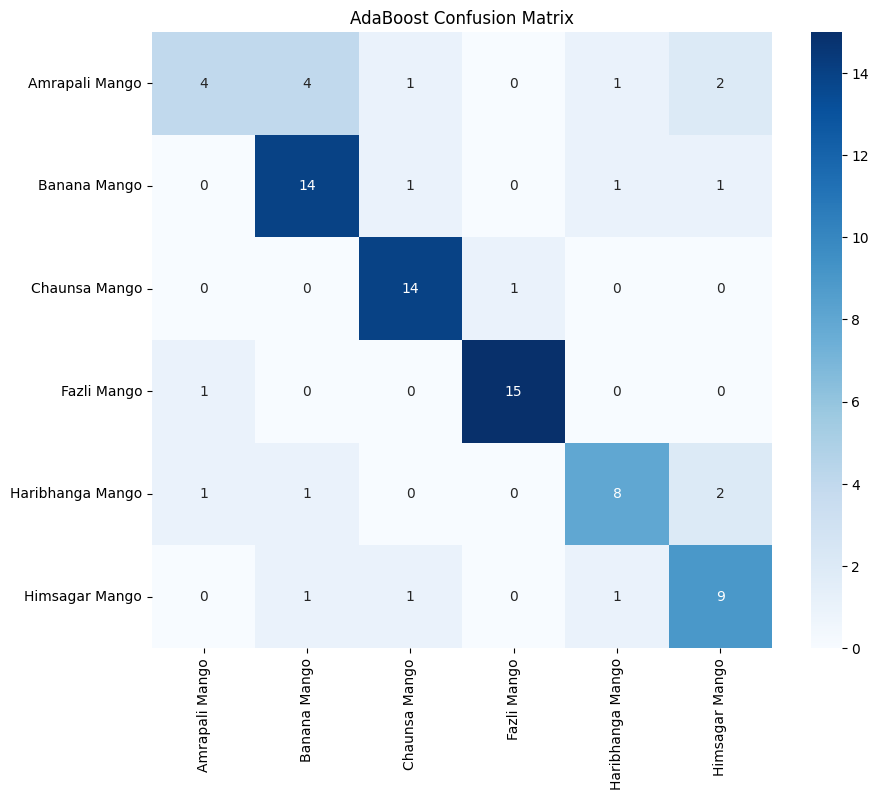 AdaBoost Confusion Matrix
Amrapali Mango 4 4 1 0 1 2
Banana Mango 0 14 1 0 1 1
Chaunsa Mango 0 0 14 1 0 0
Fazli Mango 1 0 0 15 0 0
Haribhanga Mango 1 1 0 0 8 2
Himsagar Mango 0 1 1 0 1 9
Amrapali Mango
Banana Mango
Chaunsa Mango
Fazli Mango
Haribhanga Mango
Himsagar Mango
14
12
10
8
6
4
2
0